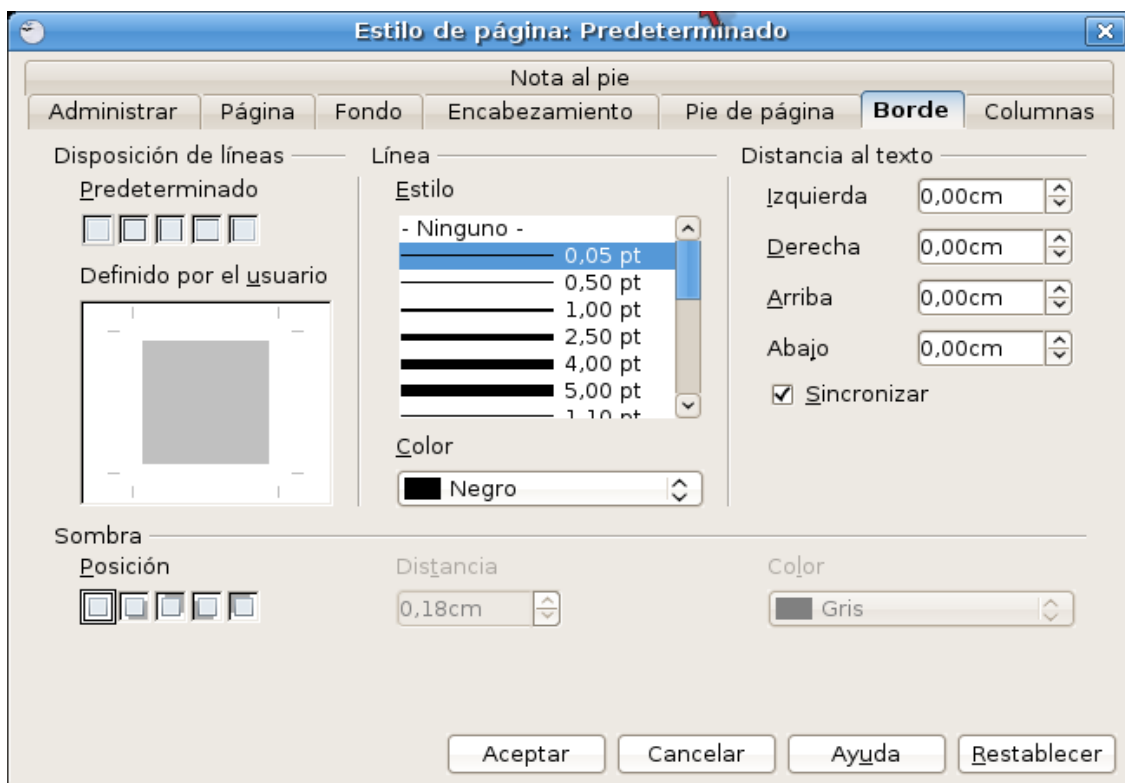 Estilo de página: Predeterminado
Nota al pie
Administrar Página Fondo Encabezamiento Pie de página Borde Columnas
Disposición de líneas Línea Distancia al texto
Predeterminado Estilo Izquierda 0,00cm
- Ninguno -
0,05 pt Derecha 0,00cm
Definido por el usuario 0,50 pt
1,00 pt Arriba 0,00cm
2,50 pt
4,00 pt Abajo 0,00cm
5,00 pt
1,10 pt Sincronizar
Color
Negro
Sombra
Posición Distancia Color
0,18cm Gris
Aceptar Cancelar Ayuda Restablecer